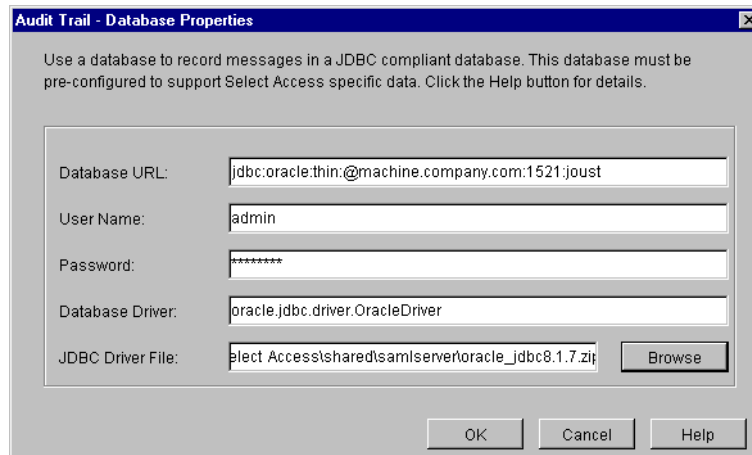 Audit Trail - Database Properties
Use a database to record messages in a JDBC compliant database. This database must be
pre-configured to support Select Access specific data. Click the Help button for details.
Database URL: jdbc:oracle:thin:@machine.company.com:1521:joust
User Name: admin
Password: ********
Database Driver: oracle.jdbc.driver.OracleDriver
JDBC Driver File: elect Access\shared\samlserver\oracle_jdbc8.1.7.zip Browse
OK Cancel Help